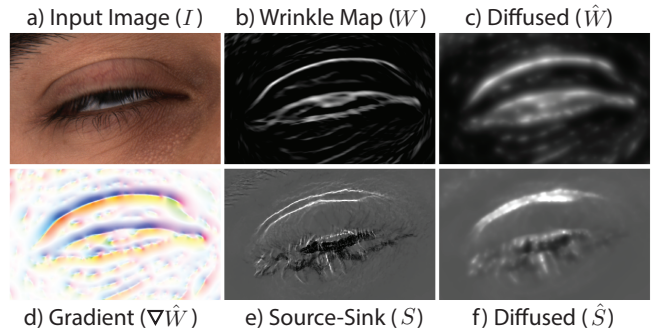 a) Input Image (I) b) Wrinkle Map (W) c) Diffused (Ŵ)
d) Gradient (∇Ŵ) e) Source-Sink (S) f) Diffused (Ŝ)